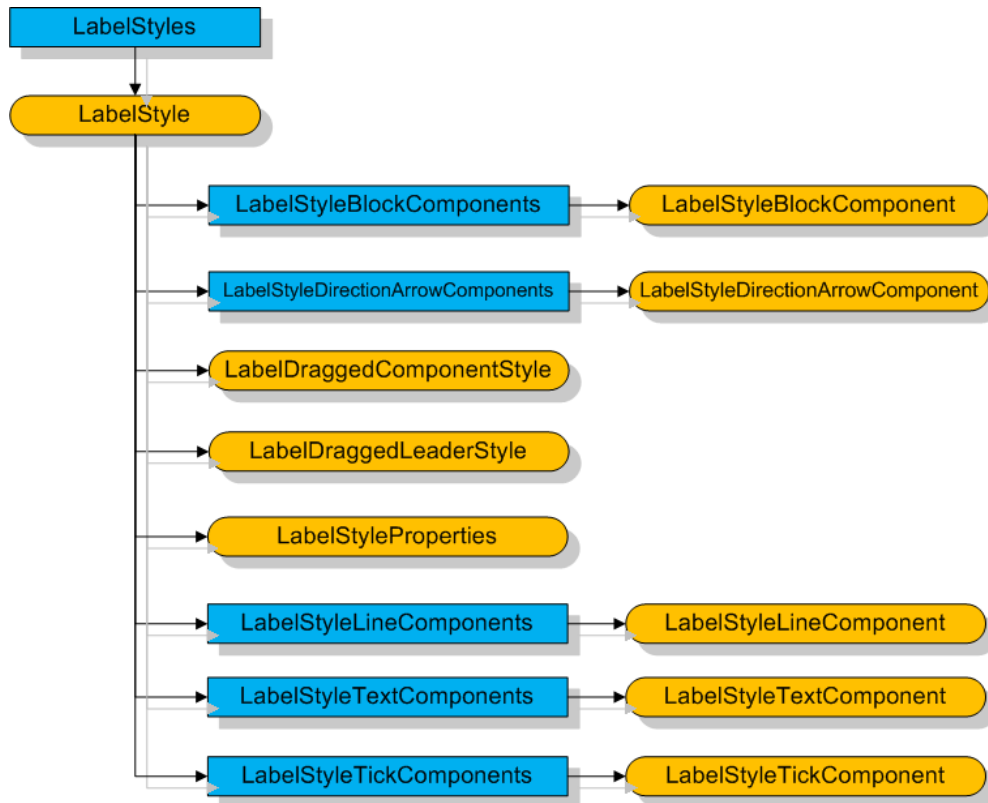 LabelStyles
LabelStyle
LabelStyleBlockComponents
LabelStyleBlockComponent
LabelStyleDirectionArrowComponents
LabelStyleDirectionArrowComponent
LabelDraggedComponentStyle
LabelDraggedLeaderStyle
LabelStyleProperties
LabelStyleLineComponents
LabelStyleLineComponent
LabelStyleTextComponents
LabelStyleTextComponent
LabelStyleTickComponents
LabelStyleTickComponent